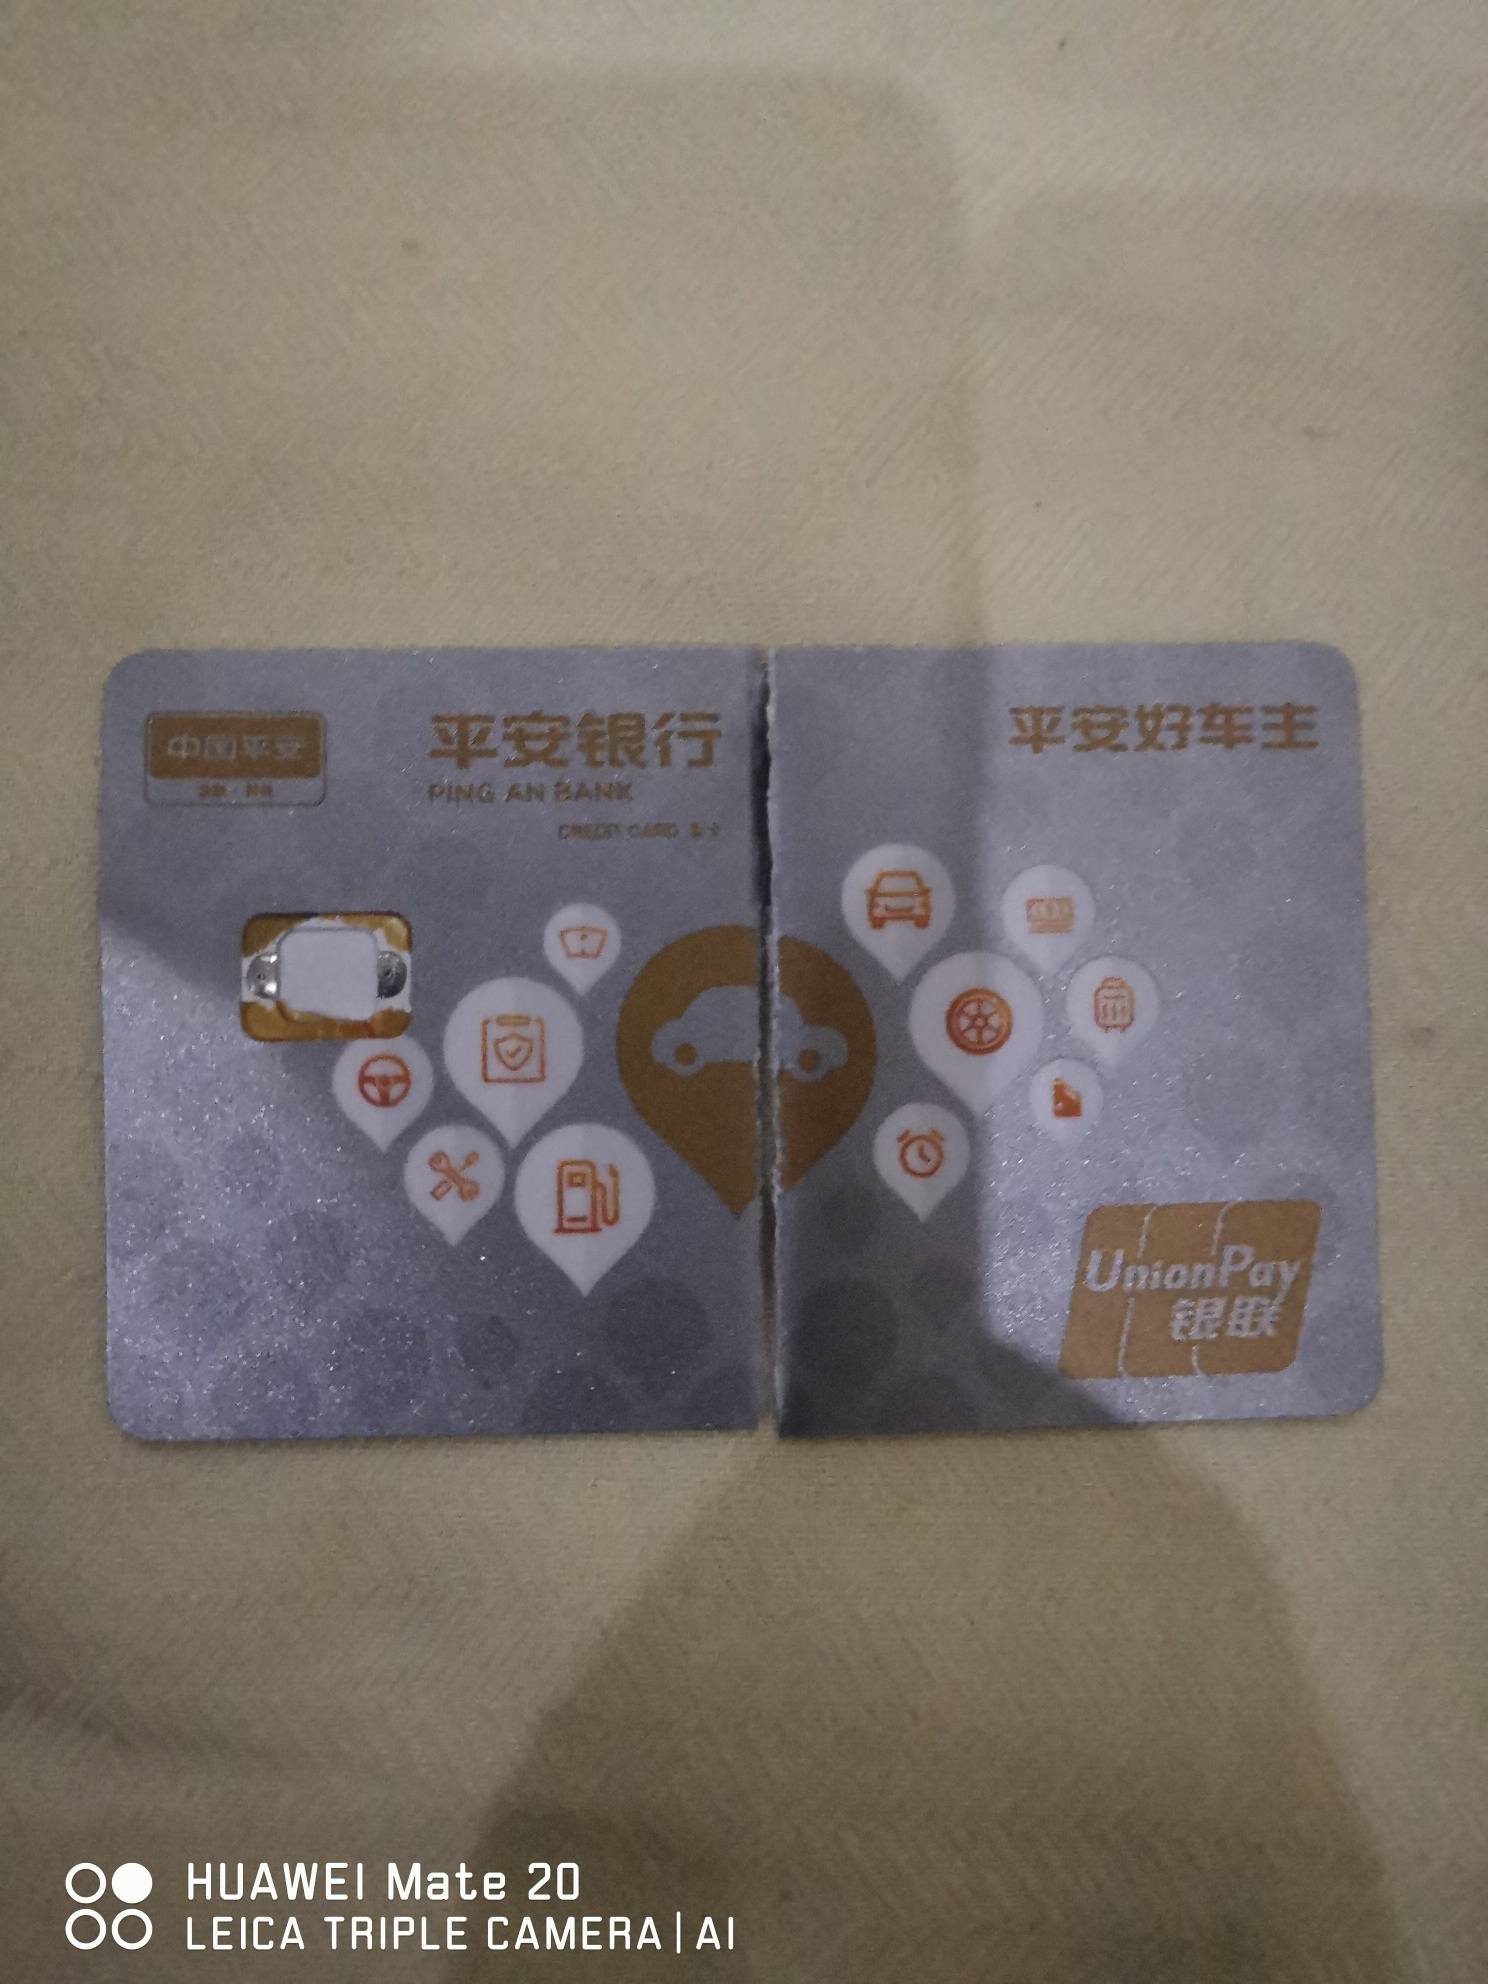 中国平安
平安银行
PING AN BANK
CREDIT CARD
平安好车主
UnionPay
银联
HUAWEI Mate 20
LEICA TRIPLE CAMERA | AI